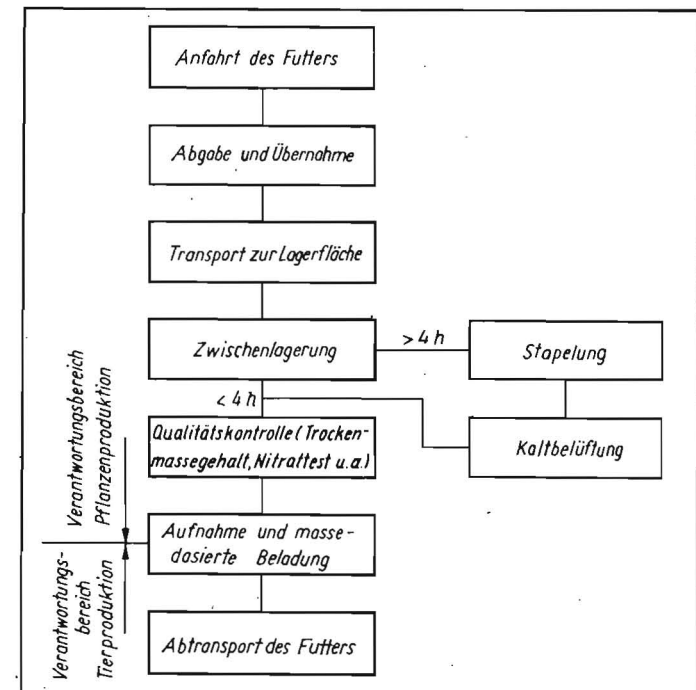 Anfahrt des Futters
Abgabe und Übernahme
Transport zur Lagerfläche
Zwischenlagerung
> 4 h
Stapelung
< 4 h
Qualitätskontrolle (Trocken-
massegehalt, Nitrattest u.a.)
Kaltbelüftung
Aufnahme und masse-
dosierte Beladung
Abtransport des Futters
Verantwortungsbereich
Pflanzenproduktion
Verantwortungs-
bereich
Tierproduktion